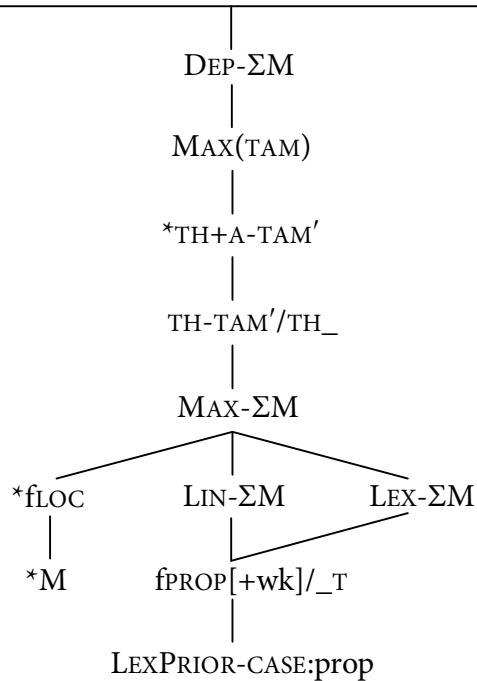 DEP-ΣM
MAX(TAM)
*TH+A-TAM′
TH-TAM′/TH_
MAX-ΣM
*fLOC LIN-ΣM LEX-ΣM
*M fPROP[+wk]/_T
LEXPRIOR-CASE:prop